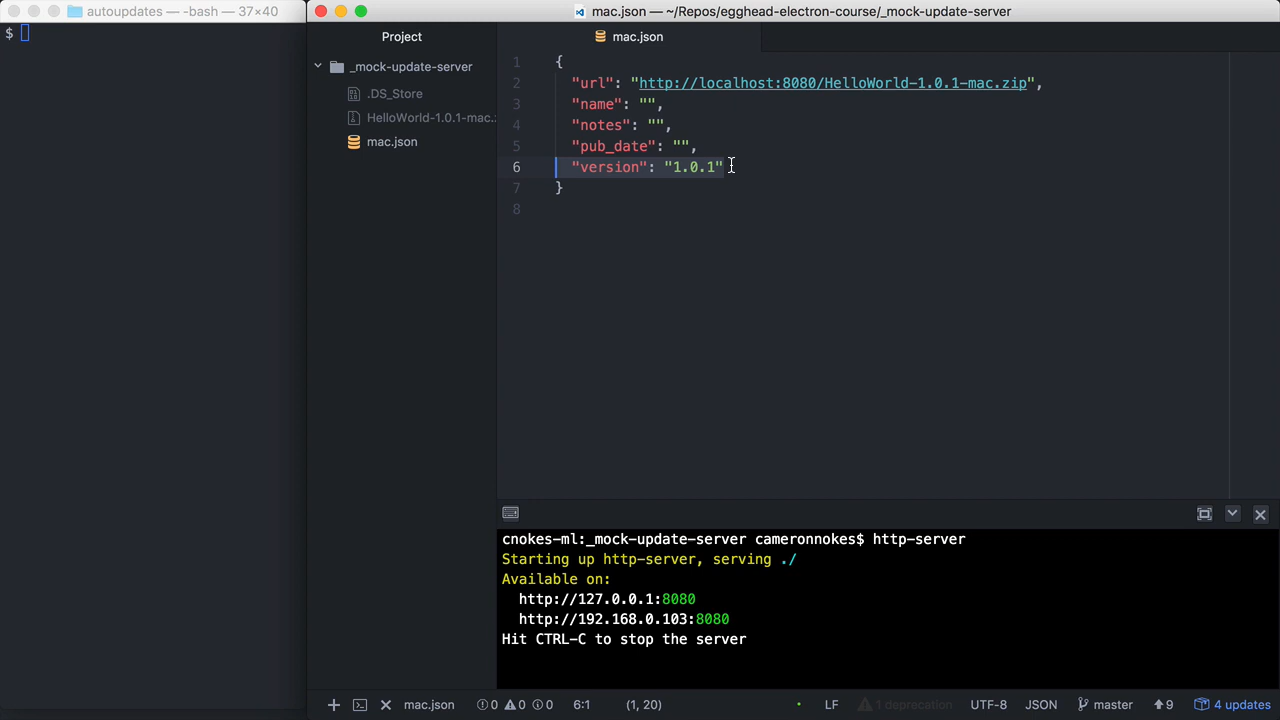 autoupdates — -bash — 37×40
$
mac.json — ~/Repos/egghead-electron-course/_mock-update-server
Project
_mock-update-server
.DS_Store
HelloWorld-1.0.1-mac.z
mac.json
mac.json
1 {
2 "url": "http://localhost:8080/HelloWorld-1.0.1-mac.zip",
3 "name": "",
4 "notes": "",
5 "pub_date": "",
6 "version": "1.0.1"
7 }
8
cnokes-ml:_mock-update-server cameronnokes$ http-server
Starting up http-server, serving ./
Available on:
http://127.0.0.1:8080
http://192.168.0.103:8080
Hit CTRL-C to stop the server
mac.json 0 0 0 6:1 (1, 20) LF 1 deprecation UTF-8 JSON master 9 4 updates